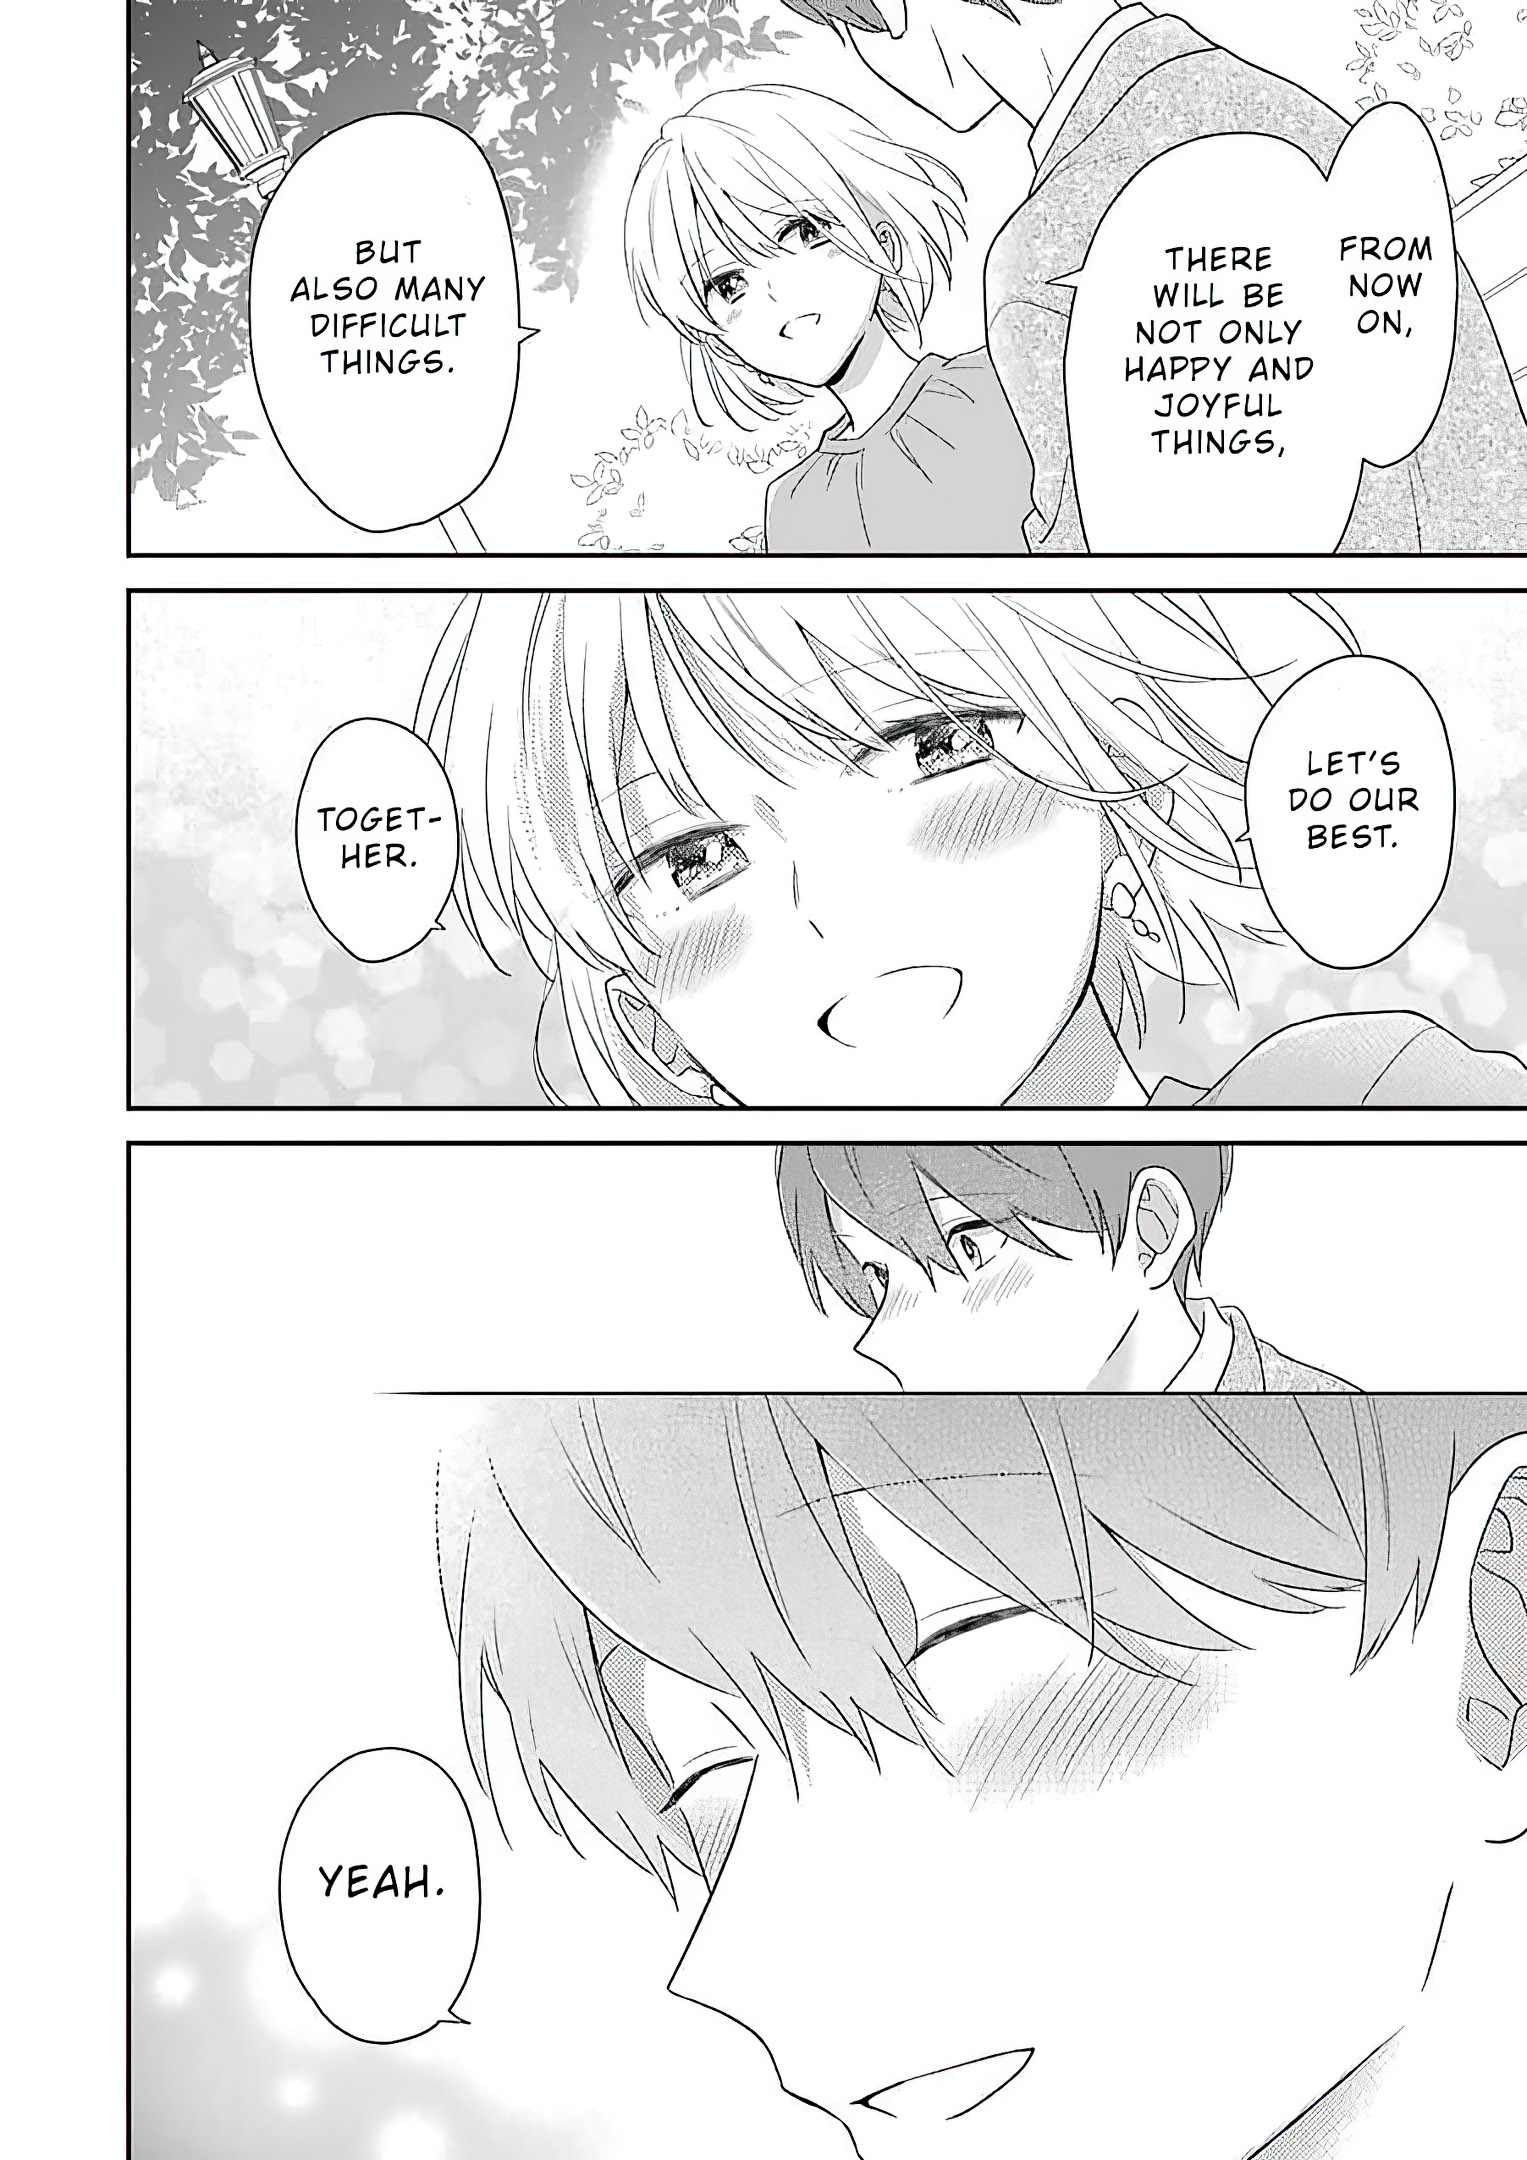 FROM
NOW
ON,
THERE
WILL BE
NOT ONLY
HAPPY AND
JOYFUL
THINGS,
BUT
ALSO MANY
DIFFICULT
THINGS.
LET'S
DO OUR
BEST.
TOGET-
HER.
YEAH.